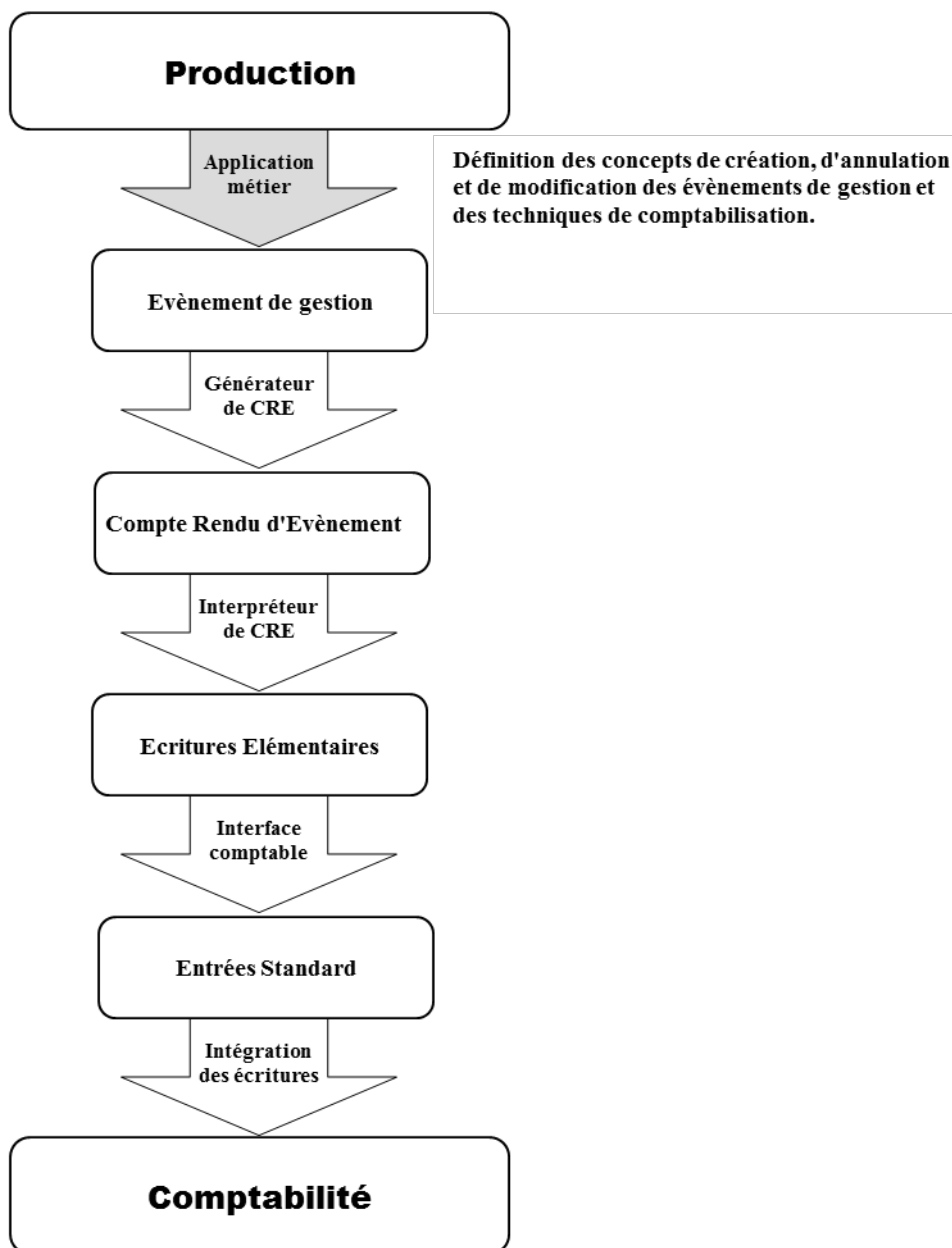 Production
Application
métier
Définition des concepts de création, d'annulation
et de modification des évènements de gestion et
des techniques de comptabilisation.
Evènement de gestion
Générateur
de CRE
Compte Rendu d'Evènement
Interpréteur
de CRE
Ecritures Elémentaires
Interface
comptable
Entrées Standard
Intégration
des écritures
Comptabilité